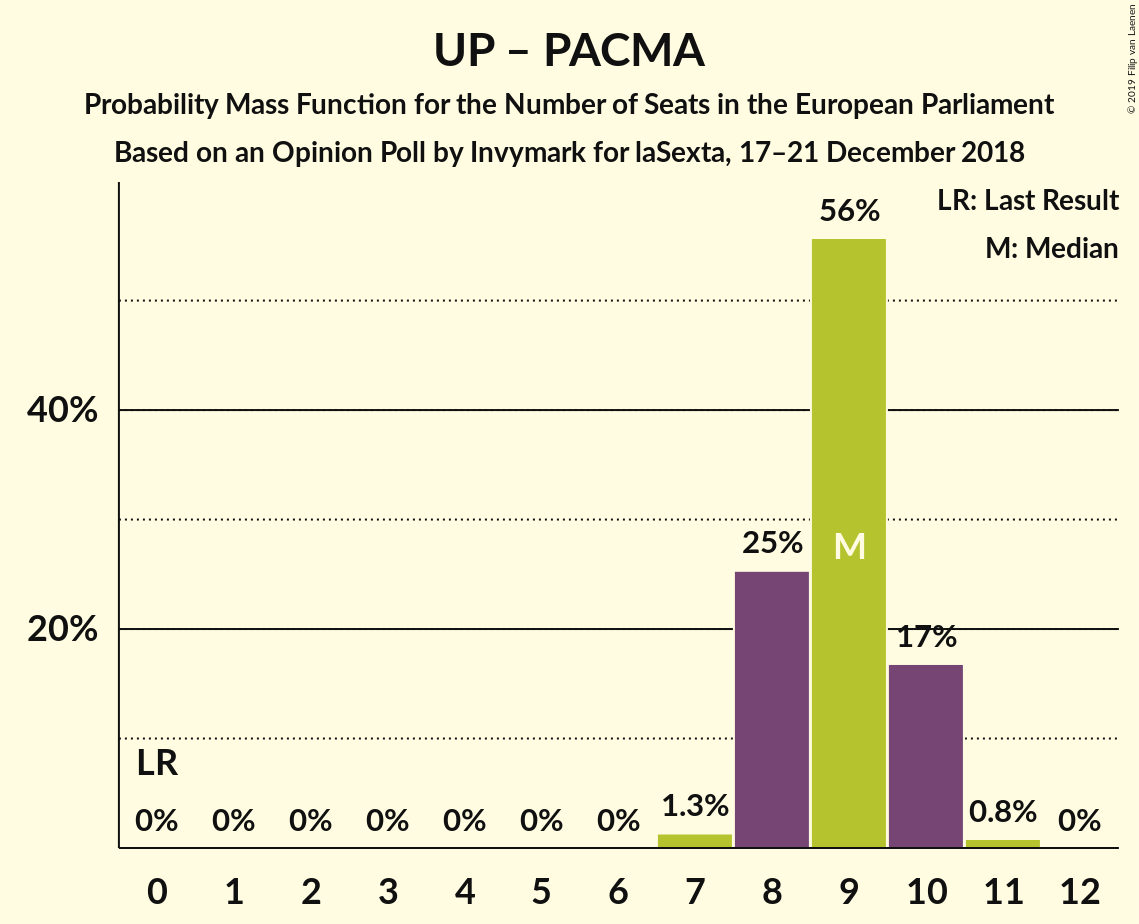 UP – PACMA
Probability Mass Function for the Number of Seats in the European Parliament
Based on an Opinion Poll by Invymark for laSexta, 17–21 December 2018
© 2019 Filip van Laenen
LR: Last Result
M: Median
56%
40%
25%
M
20%
17%
LR
0% 0% 0% 0% 0% 0% 0% 1.3% 0.8% 0%
0 1 2 3 4 5 6 7 8 9 10 11 12